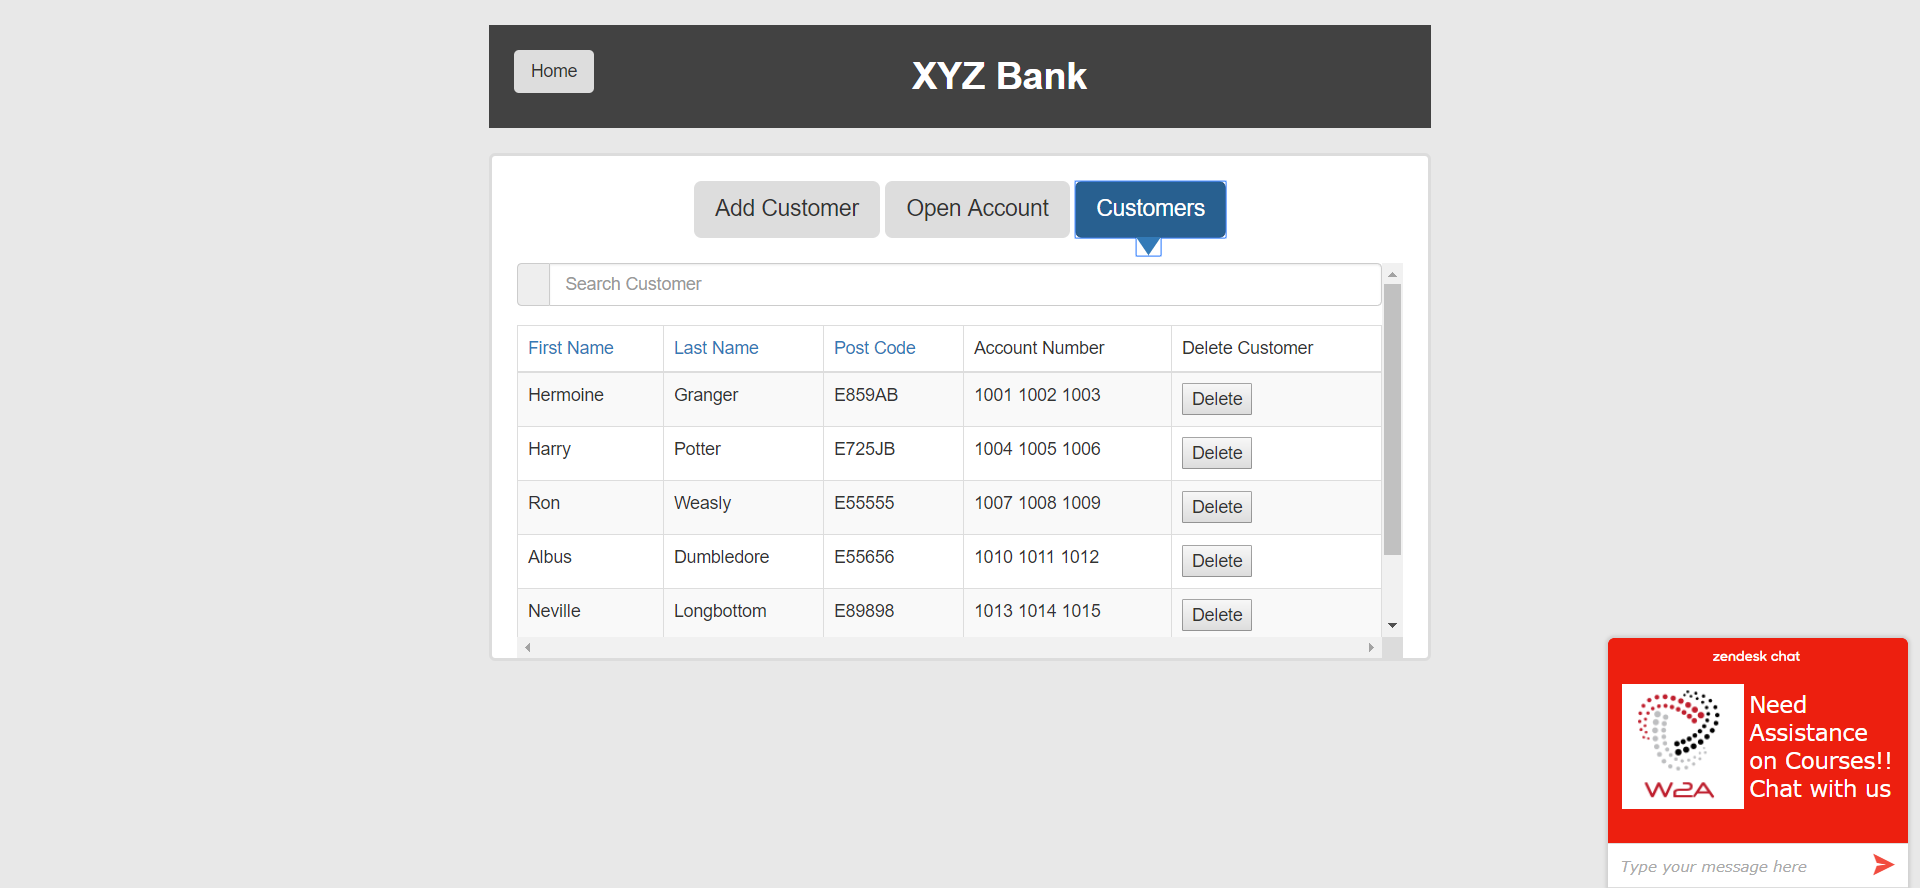 Home
XYZ Bank
Add Customer Open Account Customers
Search Customer
First Name Last Name Post Code Account Number Delete Customer
Hermoine Granger E859AB 1001 1002 1003 Delete
Harry Potter E725JB 1004 1005 1006 Delete
Ron Weasly E55555 1007 1008 1009 Delete
Albus Dumbledore E55656 1010 1011 1012 Delete
Neville Longbottom E89898 1013 1014 1015 Delete
zendesk chat
W2A
Need
Assistance
on Courses!!
Chat with us
Type your message here